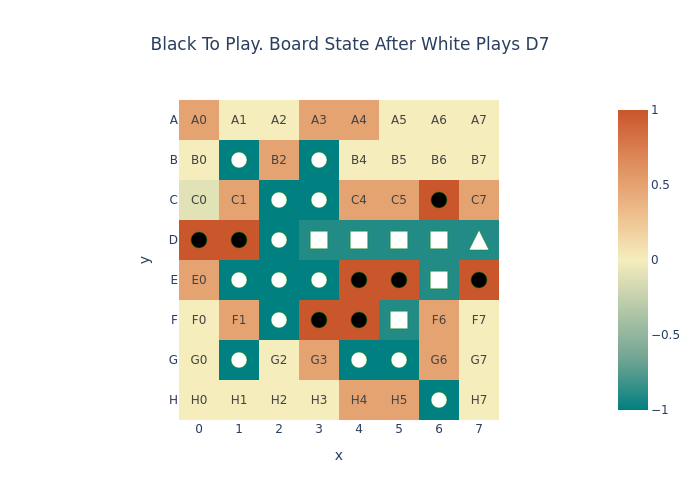 Black To Play. Board State After White Plays D7
A A0 A1 A2 A3 A4 A5 A6 A7
B B0 B2 B4 B5 B6 B7
C C0 C1 C4 C5 C7
D
E E0
F F0 F1 F6 F7
G G0 G2 G3 G6 G7
H H0 H1 H2 H3 H4 H5 H7
0 1 2 3 4 5 6 7
x
y
1
0.5
0
−0.5
−1